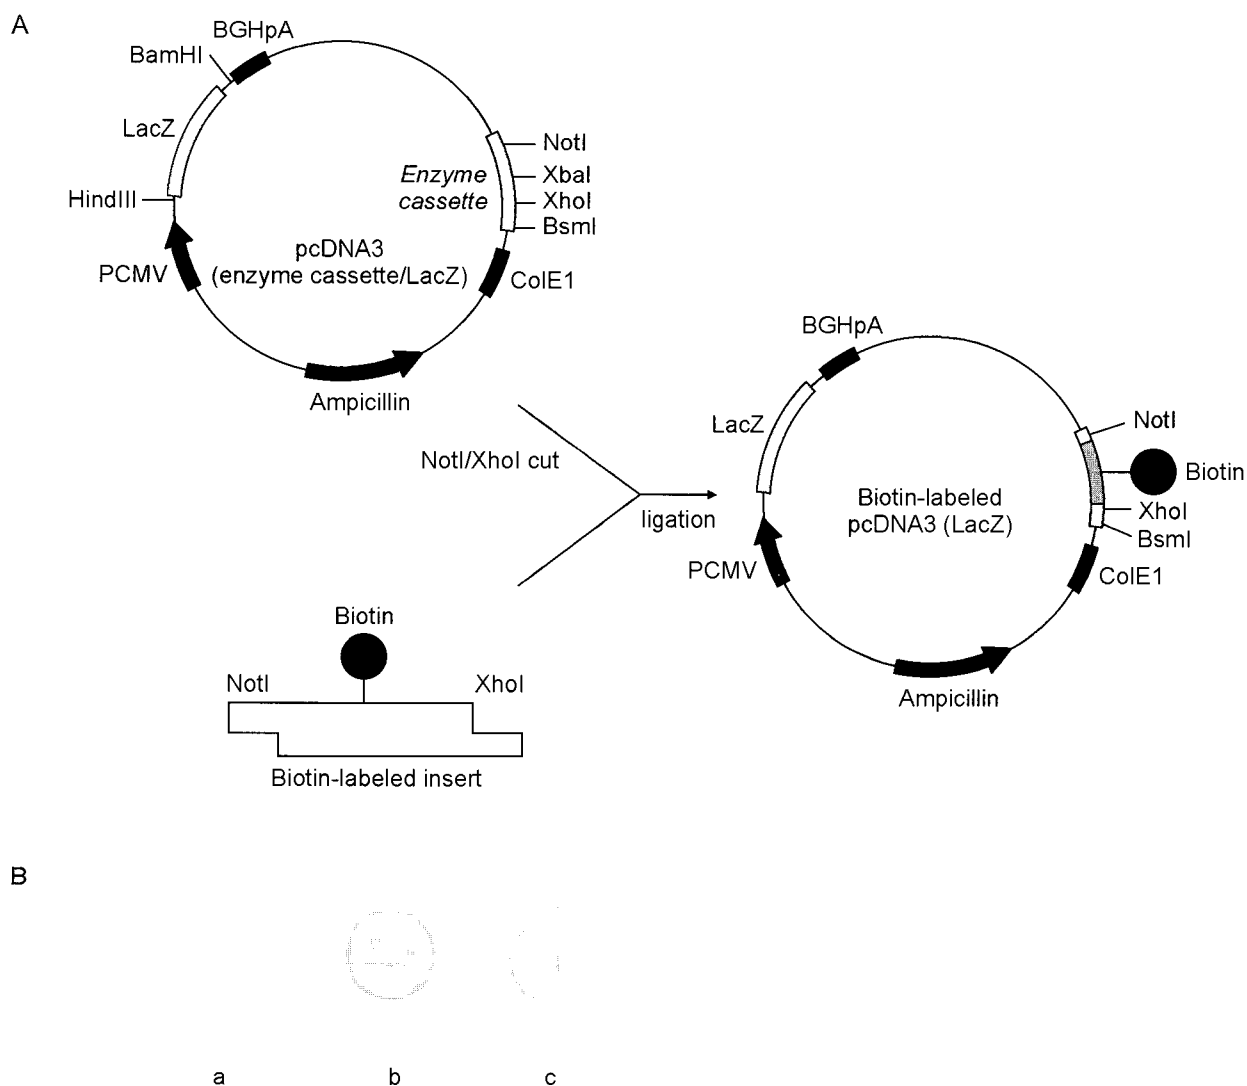 A
BGHpA
BamHI
LacZ
HindIII
PCMV
NotI
XbaI
XhoI
BsmI
Enzyme
cassette
pcDNA3
(enzyme cassette/LacZ)
ColE1
Ampicillin
NotI/XhoI cut
ligation
Biotin
NotI
XhoI
Biotin-labeled insert
BGHpA
LacZ
PCMV
NotI
Biotin
XhoI
BsmI
Biotin-labeled
pcDNA3 (LacZ)
ColE1
Ampicillin
B
a
b
c